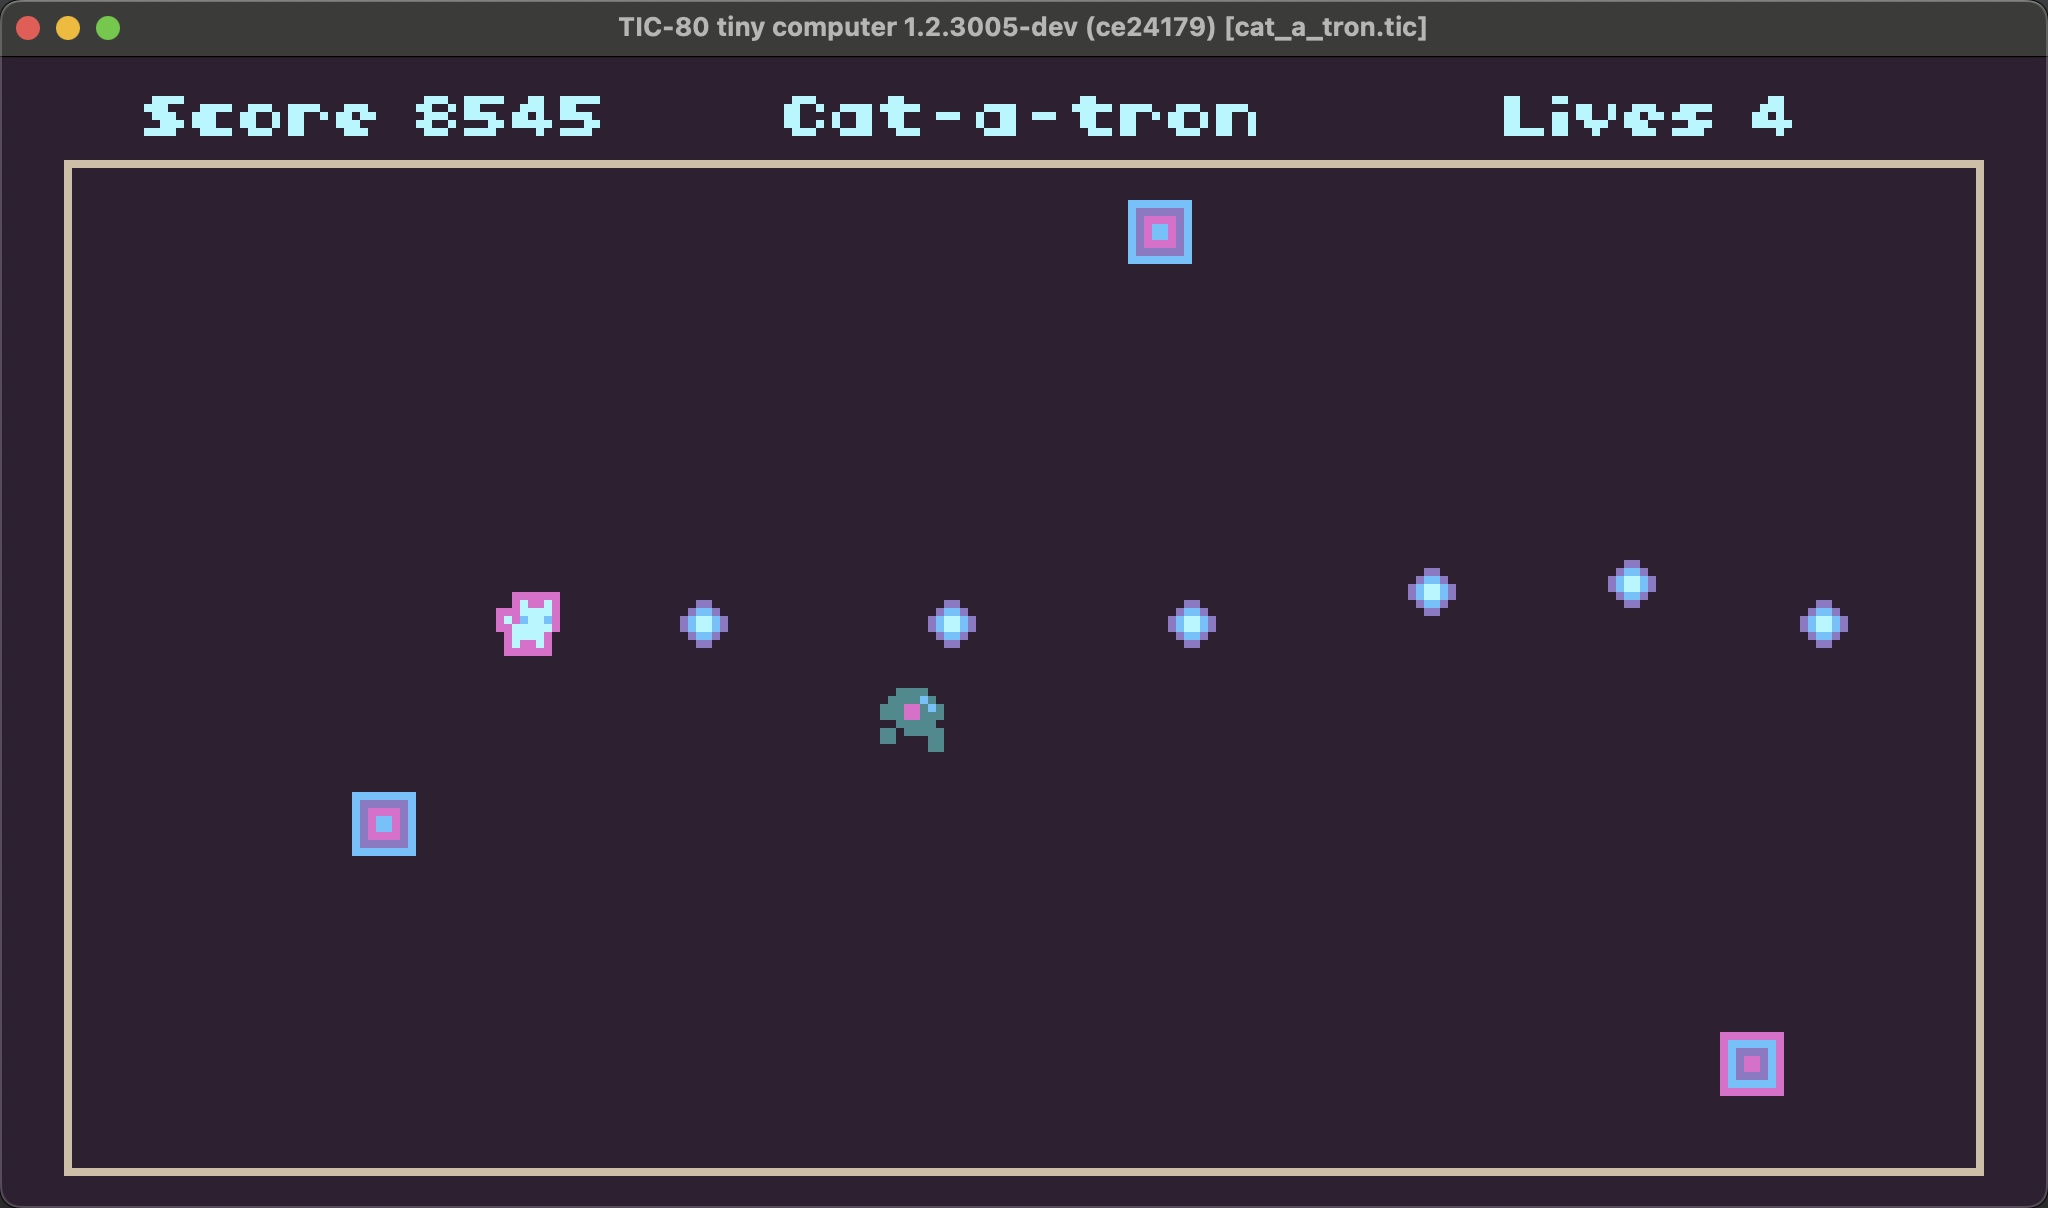 TIC-80 tiny computer 1.2.3005-dev (ce24179) [cat_a_tron.tic]
Score 8545 Cat-a-tron Lives 4